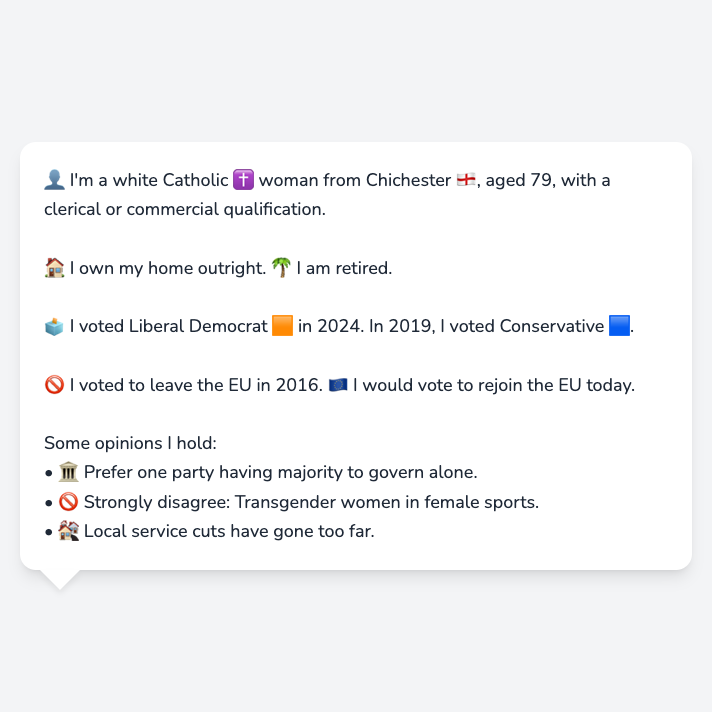 👤 I'm a white Catholic ✝️ woman from Chichester 🏴󠁧󠁢󠁥󠁮󠁧󠁿, aged 79, with a
clerical or commercial qualification.
🏠 I own my home outright. 🌴 I am retired.
🗳️ I voted Liberal Democrat 🟧 in 2024. In 2019, I voted Conservative 🟦.
🚫 I voted to leave the EU in 2016. 🇪🇺 I would vote to rejoin the EU today.
Some opinions I hold:
• 🏛️ Prefer one party having majority to govern alone.
• 🚫 Strongly disagree: Transgender women in female sports.
• 🏚️ Local service cuts have gone too far.